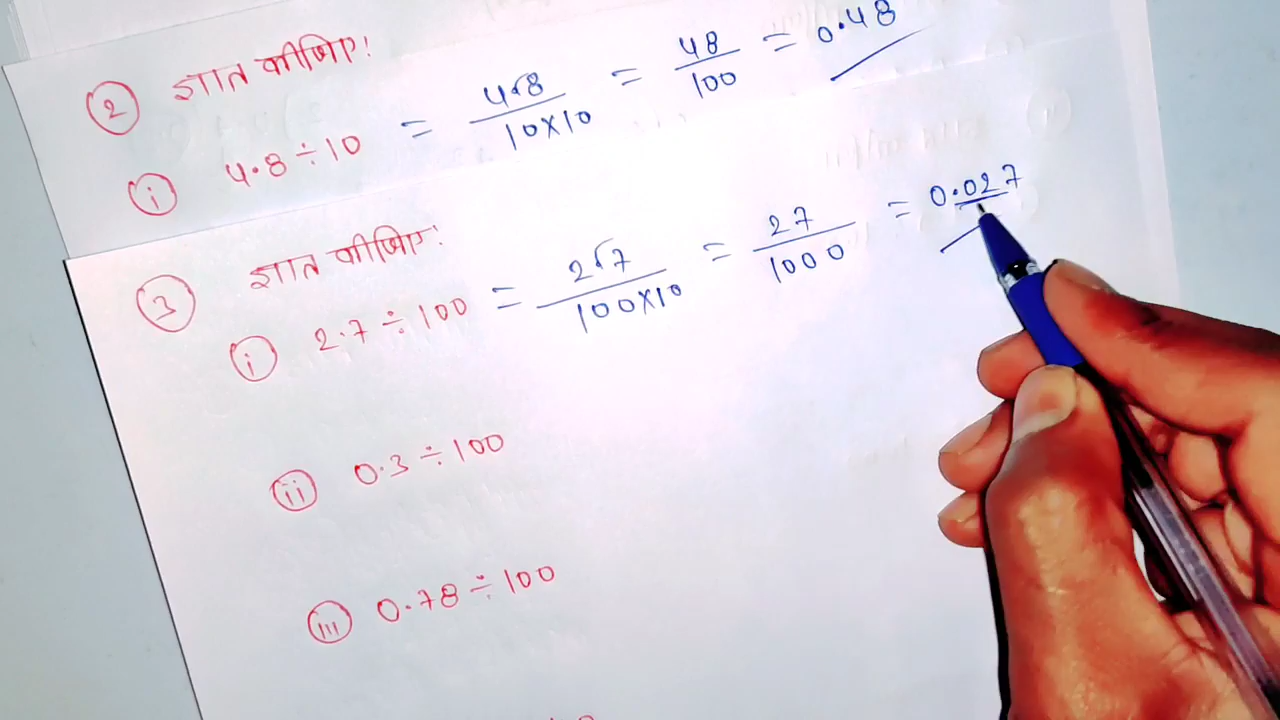 ② ज्ञात कीजिए!
ⓘ 4.8 ÷ 10 = 4.8/10×10 = 48/100 = 0.48
③ ज्ञात कीजिए!
ⓘ 2.7 ÷ 100 = 2.7/100×10 = 27/1000 = 0.027
ⓘⓘ 0.3 ÷ 100
ⓘⓘⓘ 0.78 ÷ 100